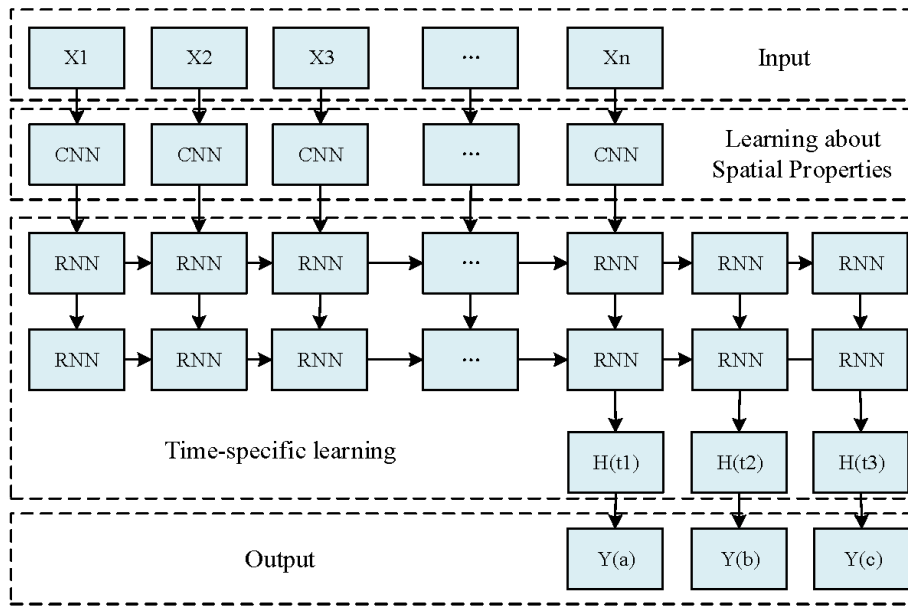 X1 X2 X3 ... Xn Input
CNN CNN CNN ... CNN Learning about
Spatial Properties
RNN RNN RNN ... RNN RNN RNN
RNN RNN RNN ... RNN RNN RNN
Time-specific learning H(t1) H(t2) H(t3)
Output Y(a) Y(b) Y(c)